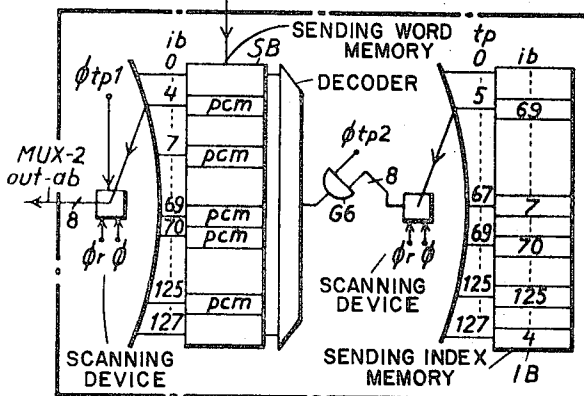 SENDING WORD
MEMORY
ib
SB
0
4
pcm
7
pcm
69
pcm
70
pcm
125
pcm
127
ϕtp1
MUX-2
out-ab
8
ϕr ϕ
SCANNING
DEVICE
DECODER
ϕtp2
G6
8
ϕr ϕ
SCANNING
DEVICE
tp
ib
0
5
69
67
7
69
70
125
125
127
4
SENDING INDEX
MEMORY
IB